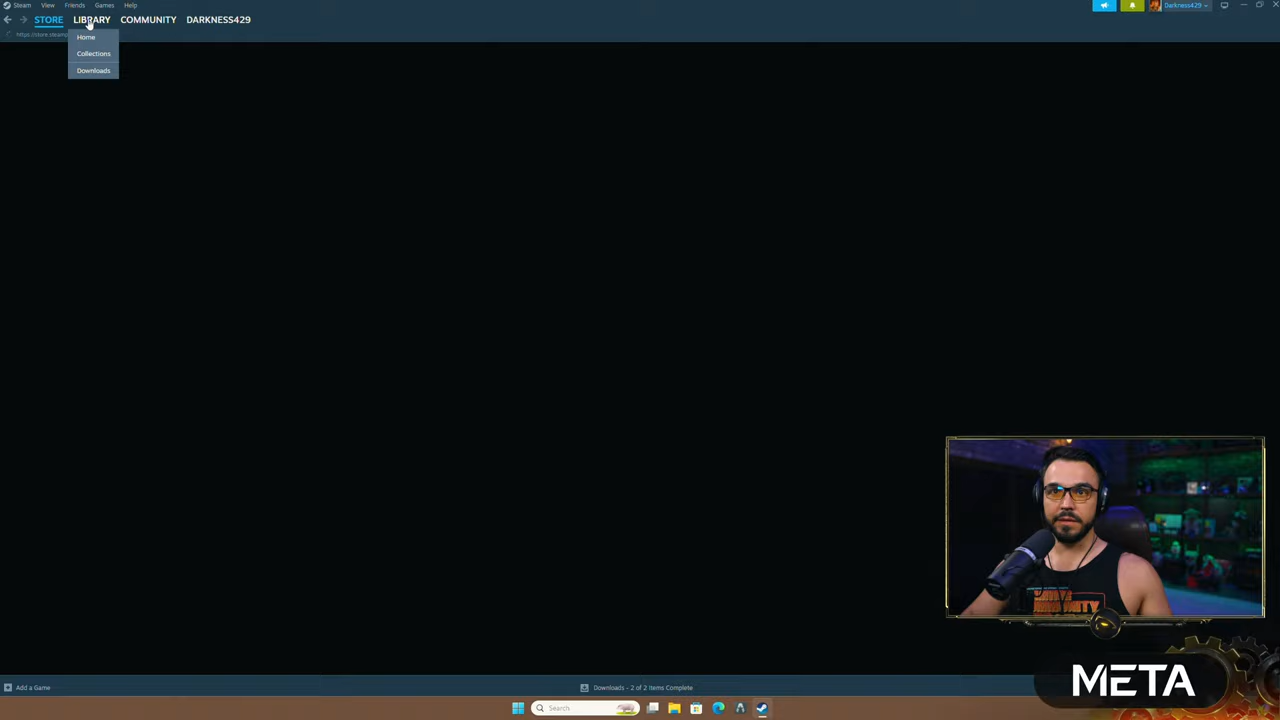 Steam View Friends Games Help
Darkness429
STORE LIBRARY COMMUNITY DARKNESS429
Home
Collections
Downloads
META
Add a Game
Downloads - 2 of 2 Items Complete
Search